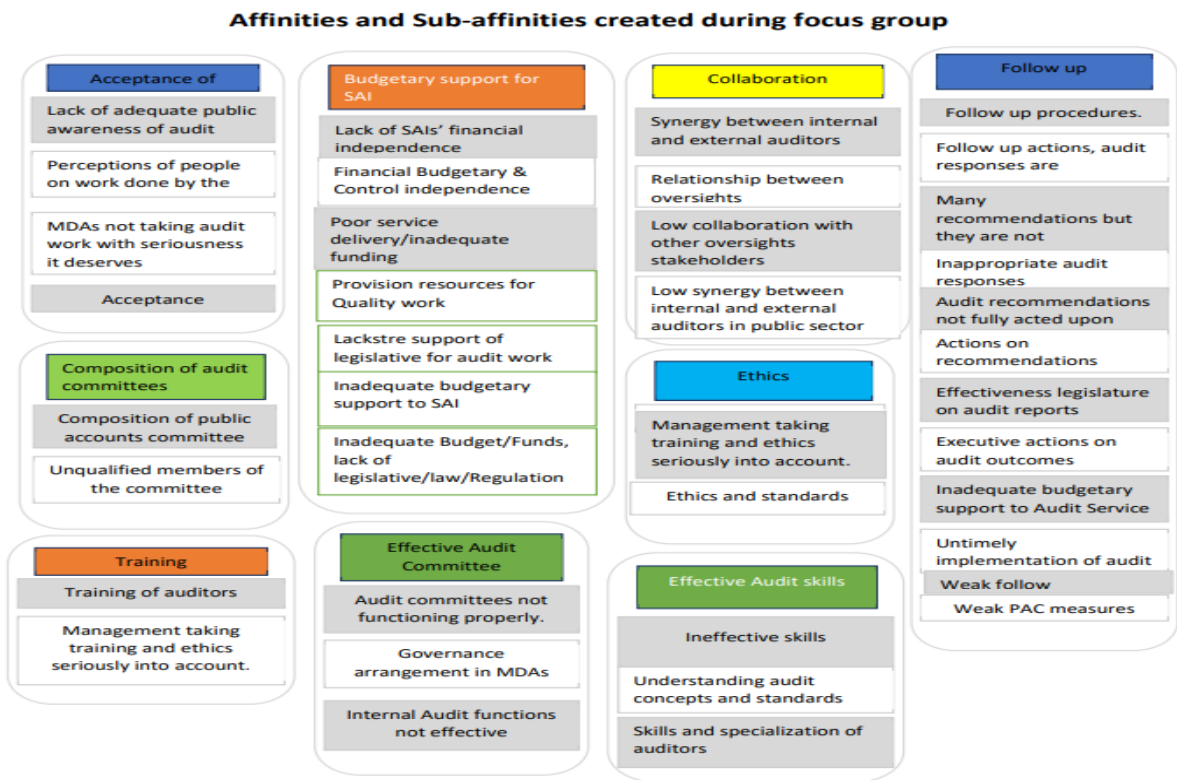 Affinities and Sub-affinities created during focus group
Acceptance of
Lack of adequate public
awareness of audit
Perceptions of people
on work done by the
MDAs not taking audit
work with seriousness
it deserves
Acceptance
Composition of audit
committees
Composition of public
accounts committee
Unqualified members of
the committee
Training
Training of auditors
Management taking
training and ethics
seriously into account.
Budgetary support for
SAI
Lack of SAIs’ financial
independence
Financial Budgetary &
Control independence
Poor service
delivery/inadequate
funding
Provision resources for
Quality work
Lackstre support of
legislative for audit work
Inadequate budgetary
support to SAI
Inadequate Budget/Funds,
lack of
legislative/law/Regulation
Effective Audit
Committee
Audit committees not
functioning properly.
Governance
arrangement in MDAs
Internal Audit functions
not effective
Collaboration
Synergy between internal
and external auditors
Relationship between
oversights
Low collaboration with
other oversights
stakeholders
Low synergy between
internal and external
auditors in public sector
Ethics
Management taking
training and ethics
seriously into account.
Ethics and standards
Effective Audit skills
Ineffective skills
Understanding audit
concepts and standards
Skills and specialization of
auditors
Follow up
Follow up procedures.
Follow up actions, audit
responses are
Many
recommendations but
they are not
Inappropriate audit
responses
Audit recommendations
not fully acted upon
Actions on
recommendations
Effectiveness legislature
on audit reports
Executive actions on
audit outcomes
Inadequate budgetary
support to Audit Service
Untimely
implementation of audit
Weak follow
Weak PAC measures